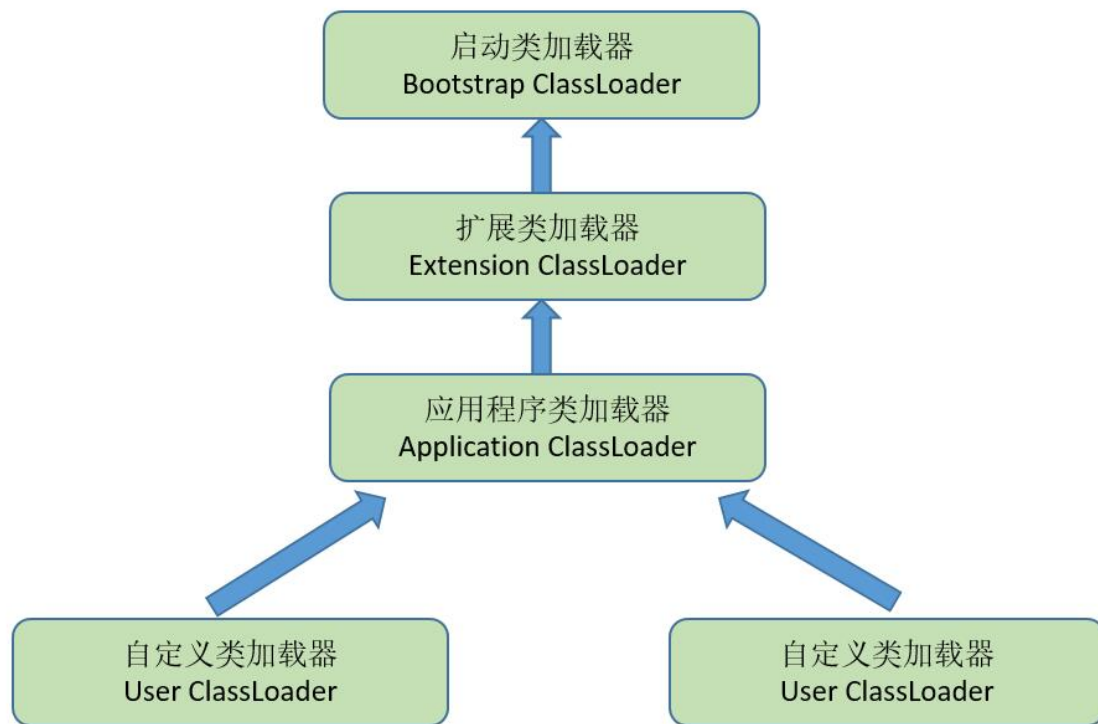 启动类加载器
Bootstrap ClassLoader
扩展类加载器
Extension ClassLoader
应用程序类加载器
Application ClassLoader
自定义类加载器
User ClassLoader
自定义类加载器
User ClassLoader